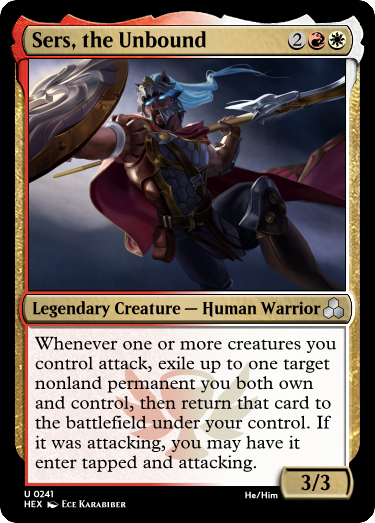 Sers, the Unbound 2
Legendary Creature — Human Warrior
Whenever one or more creatures you
control attack, exile up to one target
nonland permanent you both own
and control, then return that card to
the battlefield under your control. If
it was attacking, you may have it
enter tapped and attacking.
3/3
U 0241 He/Him
HEX Ece Karabiber